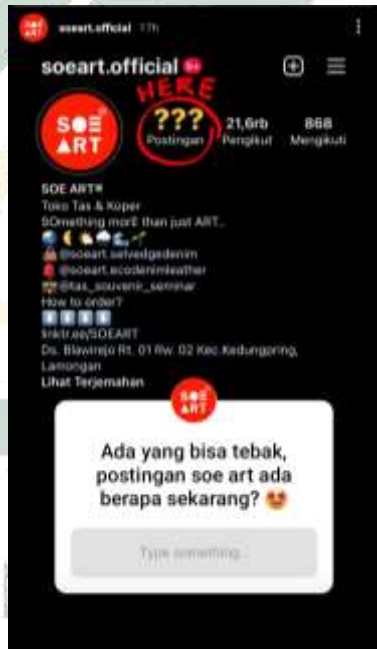 soeart.official 17h
soeart.official 9+
HERE
SOE
ART
??? 21,6rb 868
Postingan Pengikut Mengikuti
SOE ART®
Toko Tas & Koper
SOmething morE than just ART..
@soeart.selvedgedenim
@soeart.ecodenimleather
@tas_souvenir_seminar
How to order?
linktr.ee/SOEART
Ds. Blawirejo Rt. 01 Rw. 02 Kec.Kedungpring,
Lamongan
Lihat Terjemahan
SOE
ART
Ada yang bisa tebak,
postingan soe art ada
berapa sekarang? 😍
Type something...